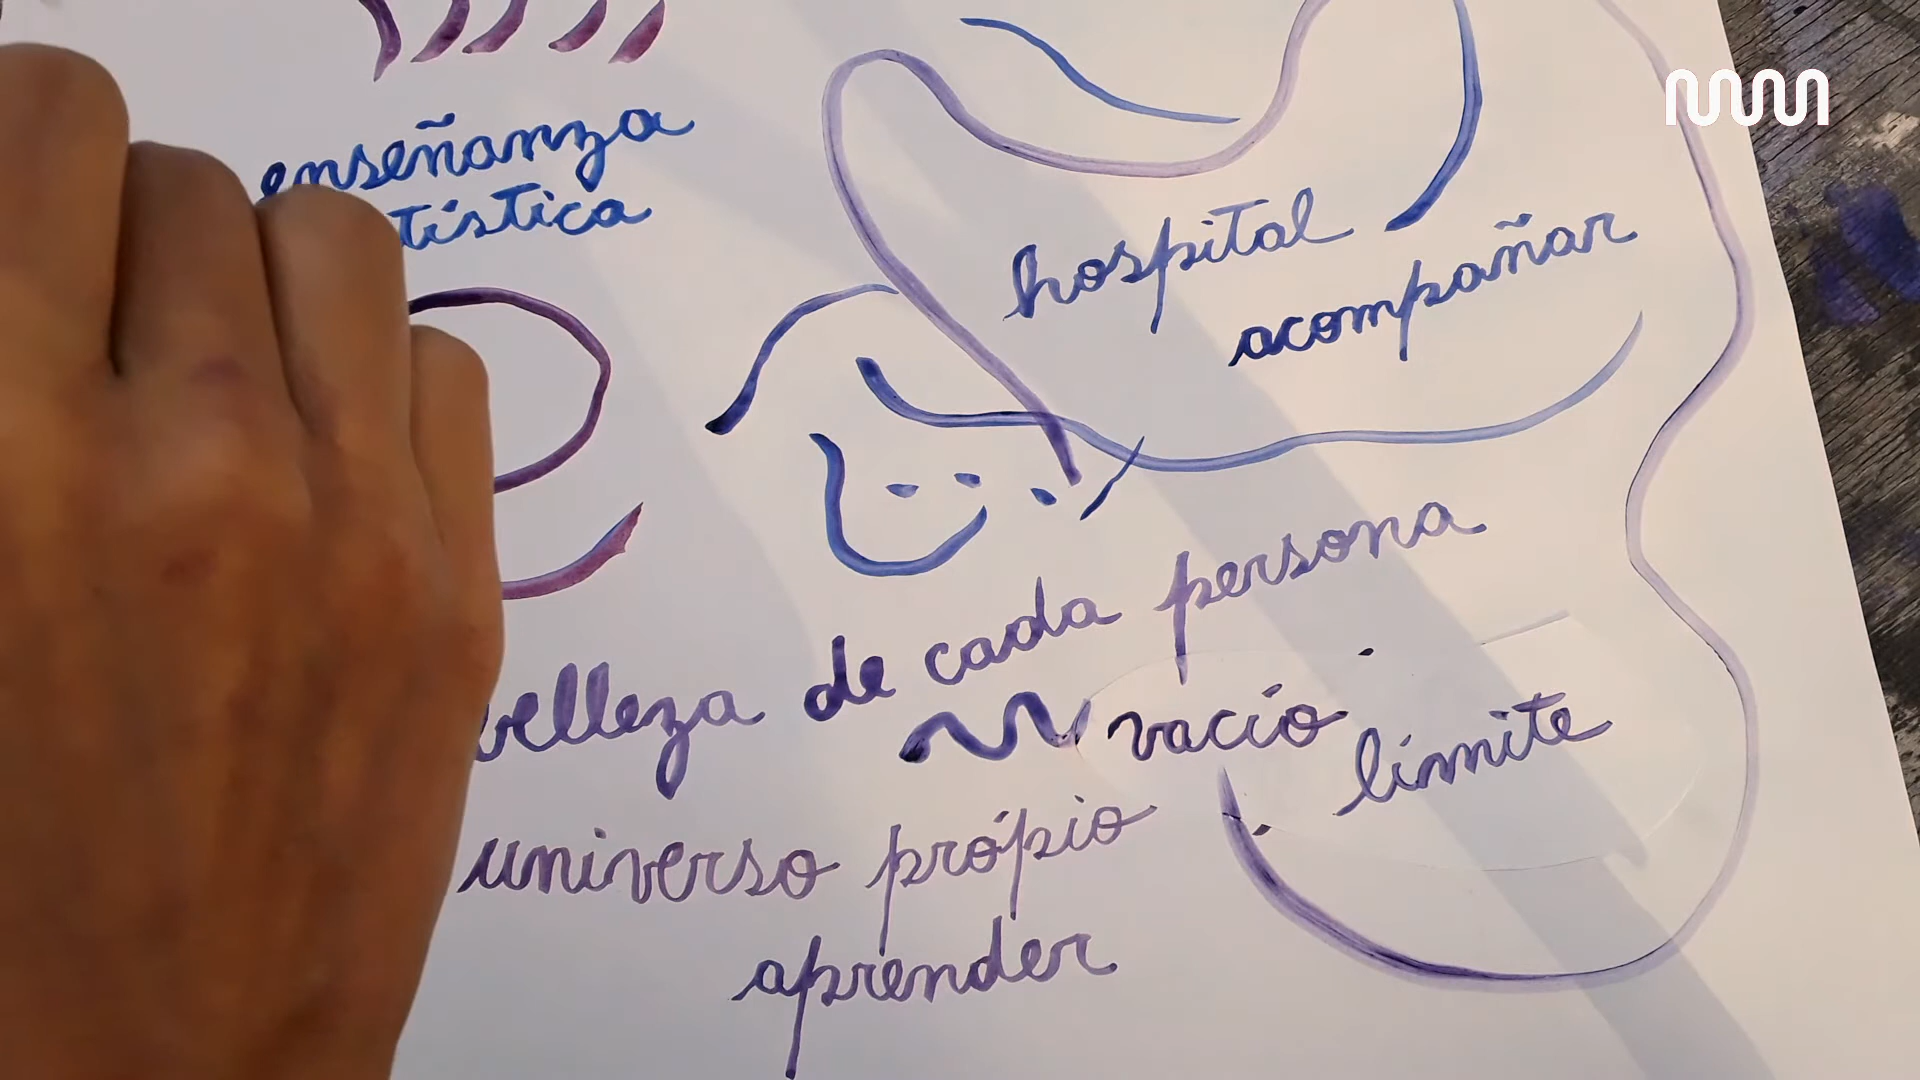 enseñanza
tística
hospital
acompañar
belleza de cada persona
vacío
límite
universo própio
aprender